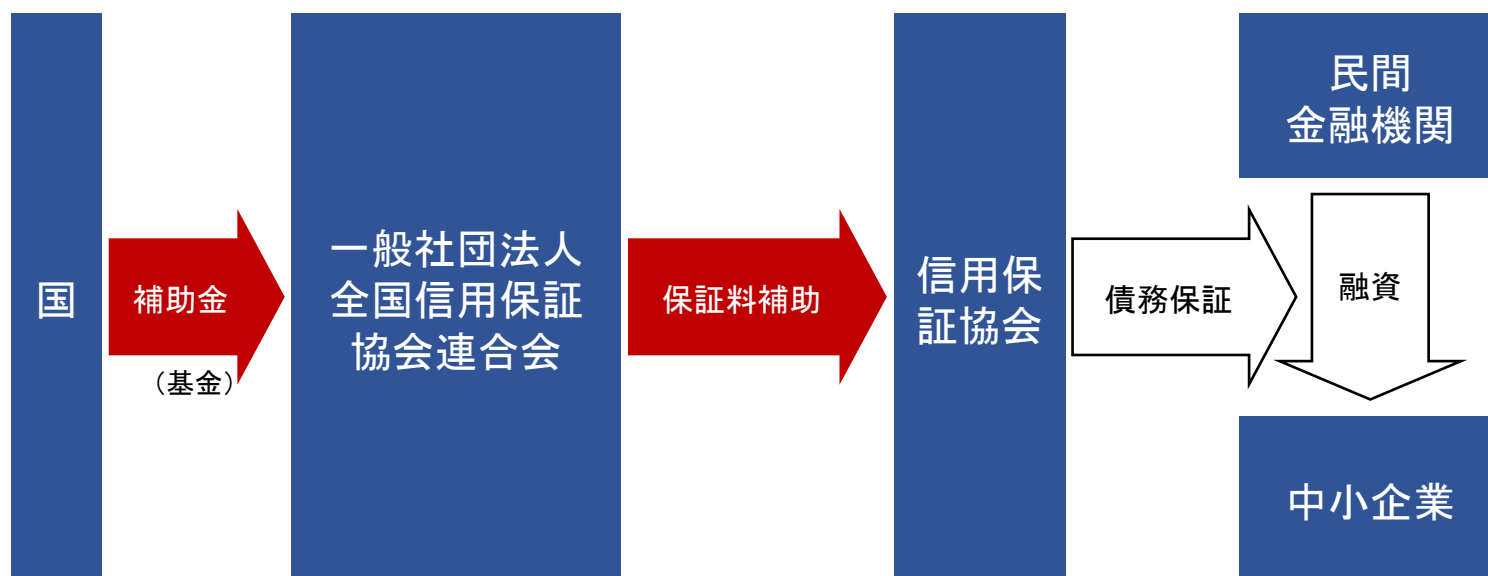 国
補助金
（基金）
一般社団法人
全国信用保証
協会連合会
保証料補助
信用保
証協会
債務保証
民間
金融機関
融資
中小企業